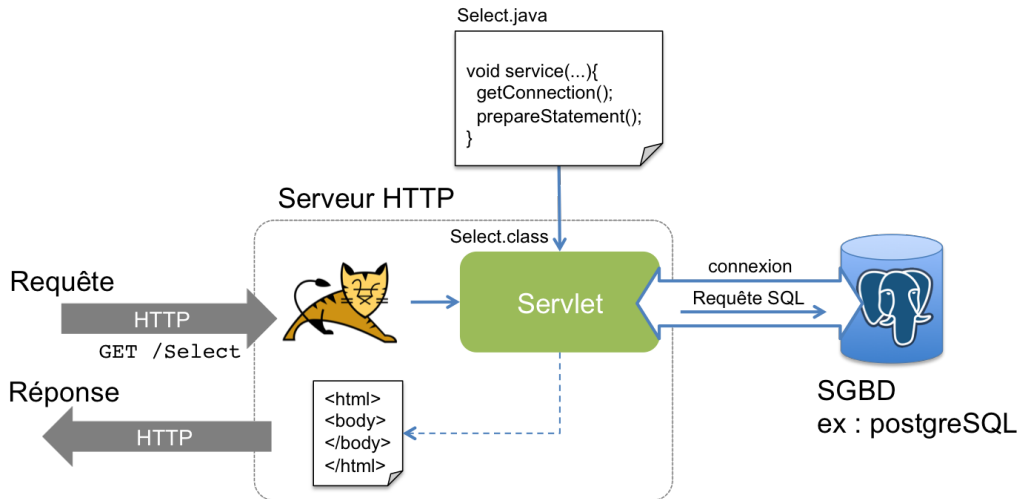 Select.java
void service(...){
getConnection();
prepareStatement();
}
Serveur HTTP
Select.class
Requête
HTTP
GET /Select
Servlet
connexion
Requête SQL
Réponse
HTTP
<html>
<body>
</body>
</html>
SGBD
ex : postgreSQL